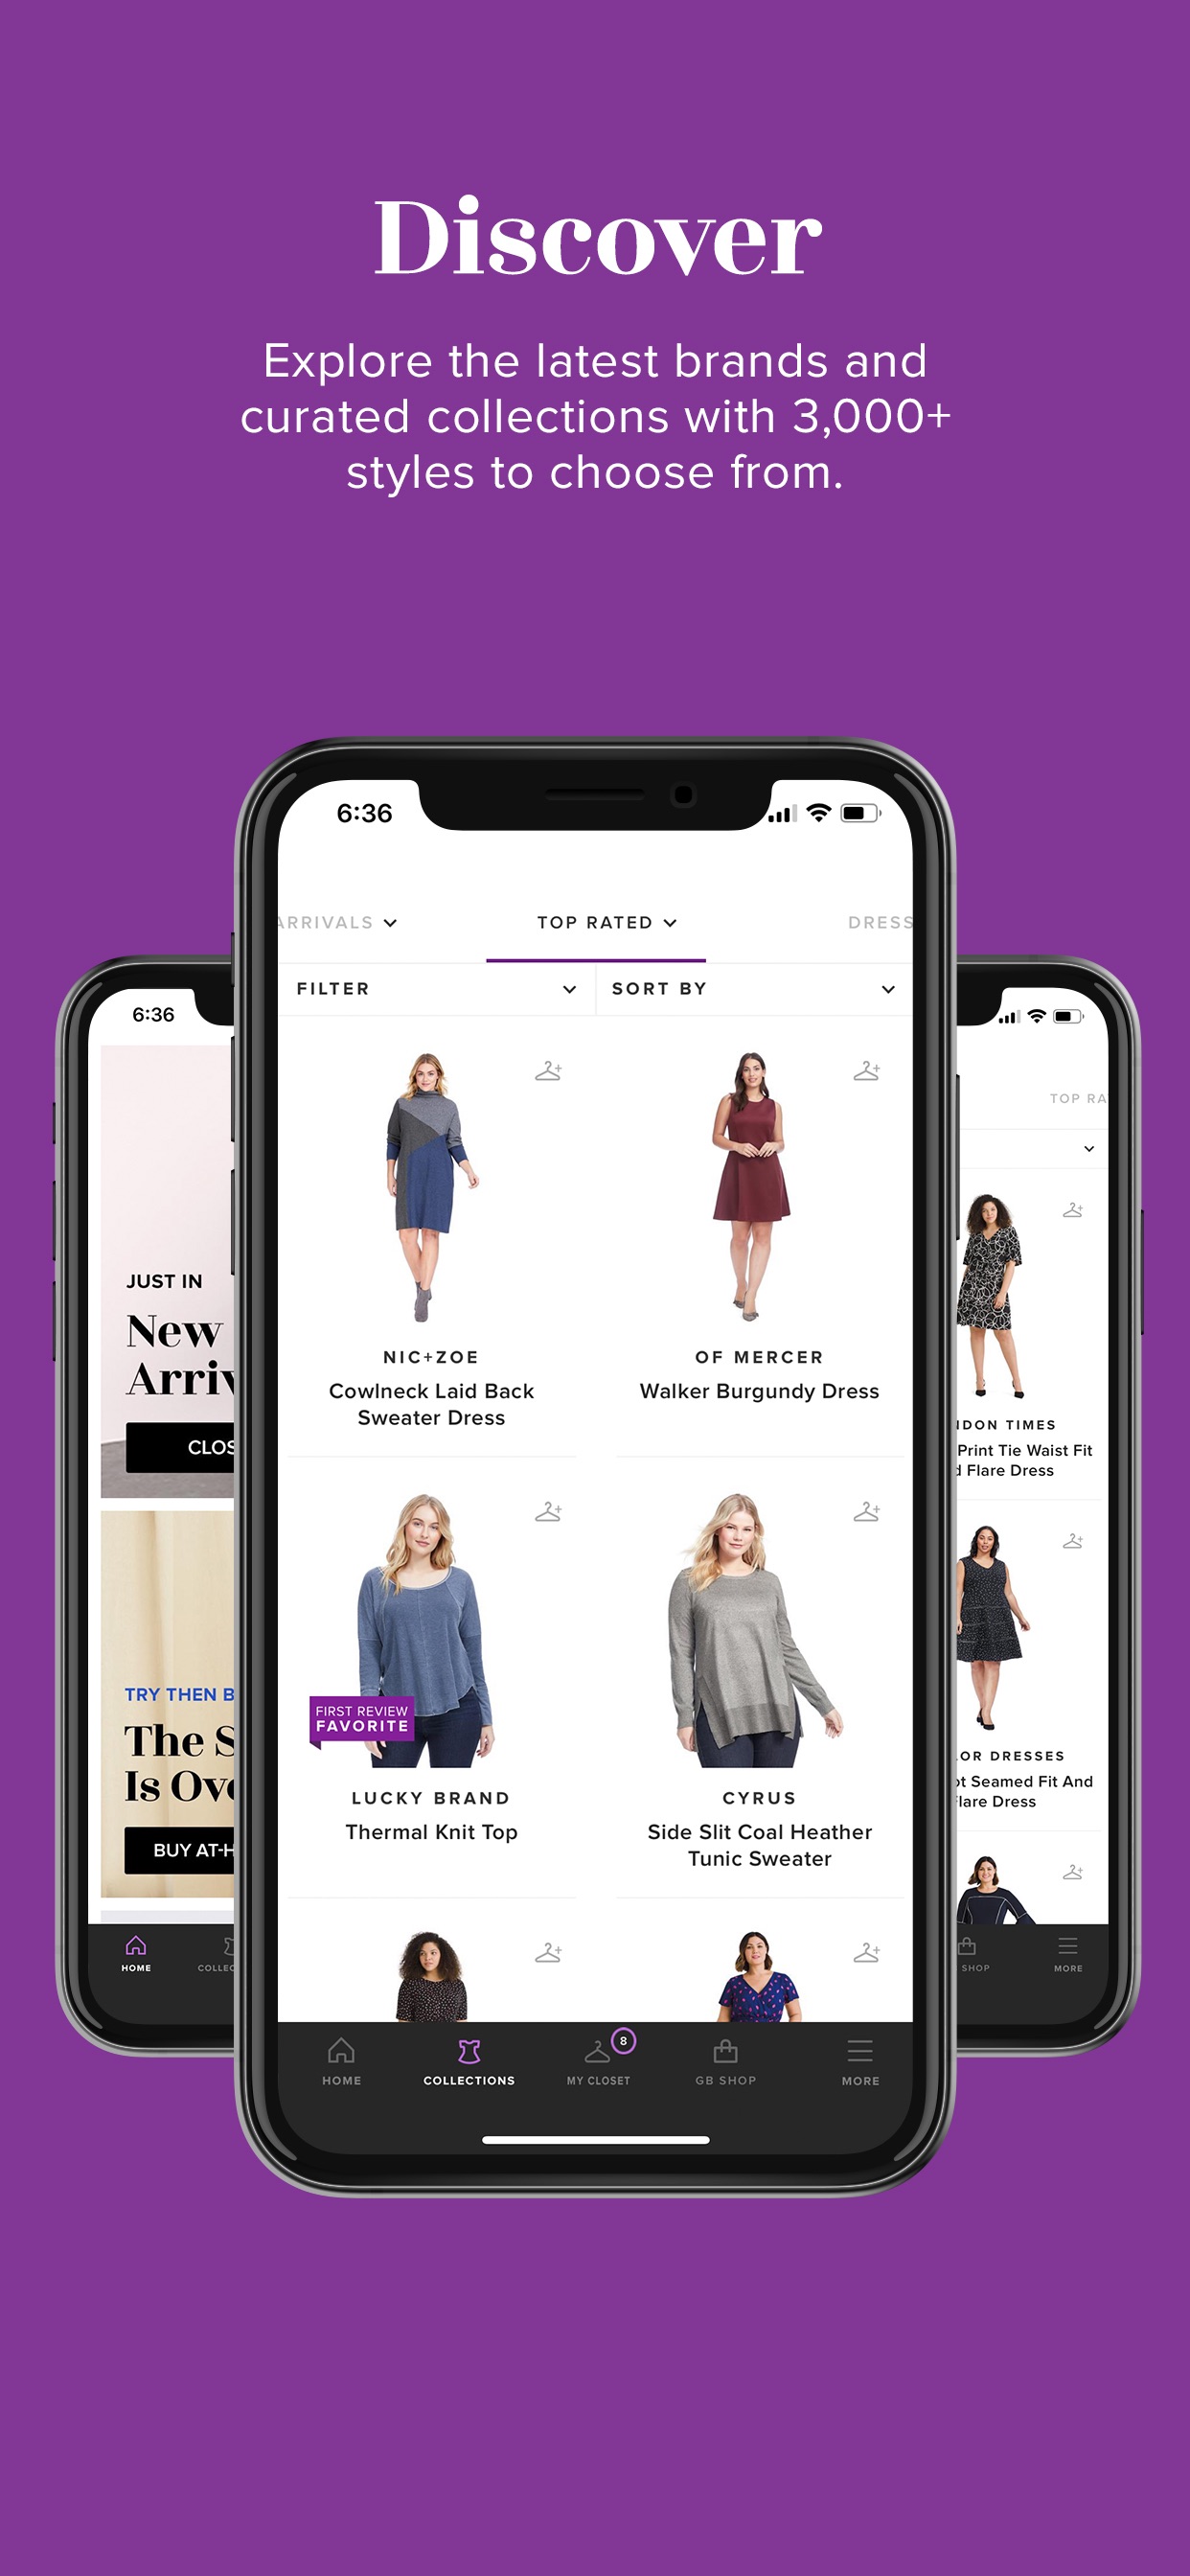 Discover
Explore the latest brands and
curated collections with 3,000+
styles to choose from.
6:36
ARRIVALS
TOP RATED
DRESS
FILTER
SORT BY
NIC+ZOE
Cowlneck Laid Back
Sweater Dress
OF MERCER
Walker Burgundy Dress
FIRST REVIEW
FAVORITE
LUCKY BRAND
Thermal Knit Top
CYRUS
Side Slit Coal Heather
Tunic Sweater
HOME
COLLECTIONS
MY CLOSET
8
GB SHOP
MORE
6:36
JUST IN
New
Arriv
CLOS
TRY THEN B
The S
Is Ove
BUY AT-H
HOME
COLLEC
TOP RA
NDON TIMES
Print Tie Waist Fit
d Flare Dress
LOR DRESSES
ot Seamed Fit And
Flare Dress
SHOP
MORE